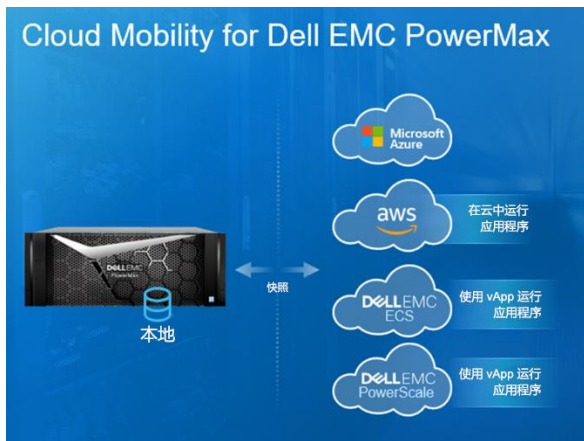 Cloud Mobility for Dell EMC PowerMax
Microsoft
Azure
aws
在云中运行
应用程序
DELLEMC
PowerMax
快照
本地
DELLEMC
ECS
使用 vApp 运行
应用程序
DELLEMC
PowerScale
使用 vApp 运行
应用程序